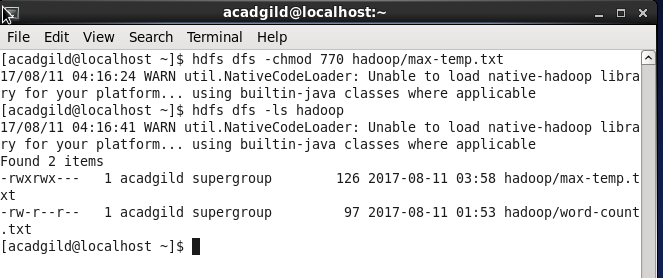 acadgild@localhost:~
File Edit View Search Terminal Help
[acadgild@localhost ~]$ hdfs dfs -chmod 770 hadoop/max-temp.txt
17/08/11 04:16:24 WARN util.NativeCodeLoader: Unable to load native-hadoop libra
ry for your platform... using builtin-java classes where applicable
[acadgild@localhost ~]$ hdfs dfs -ls hadoop
17/08/11 04:16:41 WARN util.NativeCodeLoader: Unable to load native-hadoop libra
ry for your platform... using builtin-java classes where applicable
Found 2 items
-rwxrwx---   1 acadgild supergroup        126 2017-08-11 03:58 hadoop/max-temp.t
xt
-rw-r--r--   1 acadgild supergroup         97 2017-08-11 01:53 hadoop/word-count
.txt
[acadgild@localhost ~]$